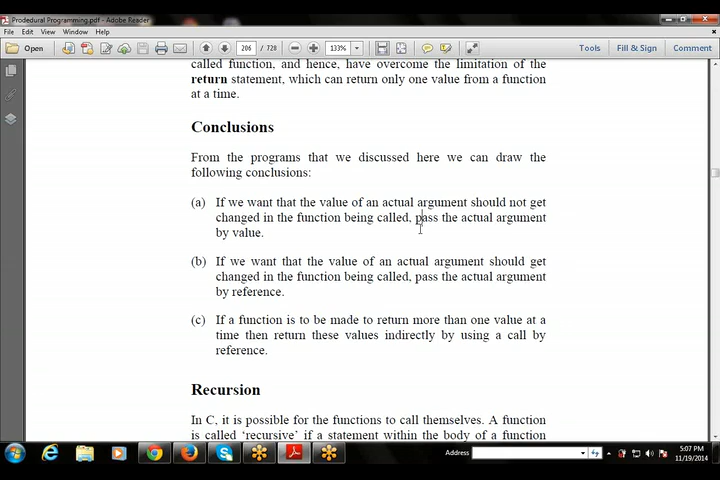 Prodedural Programming.pdf - Adobe Reader
File Edit View Window Help
Open 206 / 728 133% Tools Fill & Sign Comment
called function, and hence, have overcome the limitation of the
return statement, which can return only one value from a function
at a time.
Conclusions
From the programs that we discussed here we can draw the
following conclusions:
(a) If we want that the value of an actual argument should not get
changed in the function being called, pass the actual argument
by value.
(b) If we want that the value of an actual argument should get
changed in the function being called, pass the actual argument
by reference.
(c) If a function is to be made to return more than one value at a
time then return these values indirectly by using a call by
reference.
Recursion
In C, it is possible for the functions to call themselves. A function
is called ‘recursive’ if a statement within the body of a function
Address
5:07 PM
11/19/2014